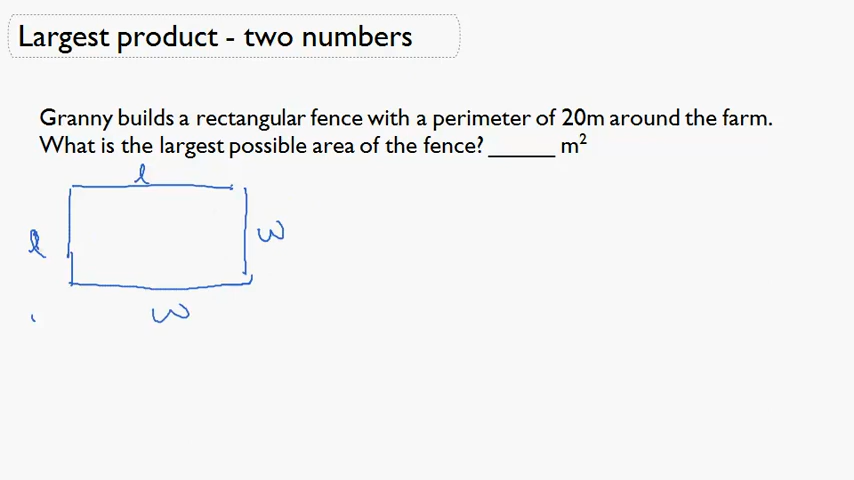 Largest product - two numbers
Granny builds a rectangular fence with a perimeter of 20m around the farm.
What is the largest possible area of the fence? ______ m²
l
l
w
w